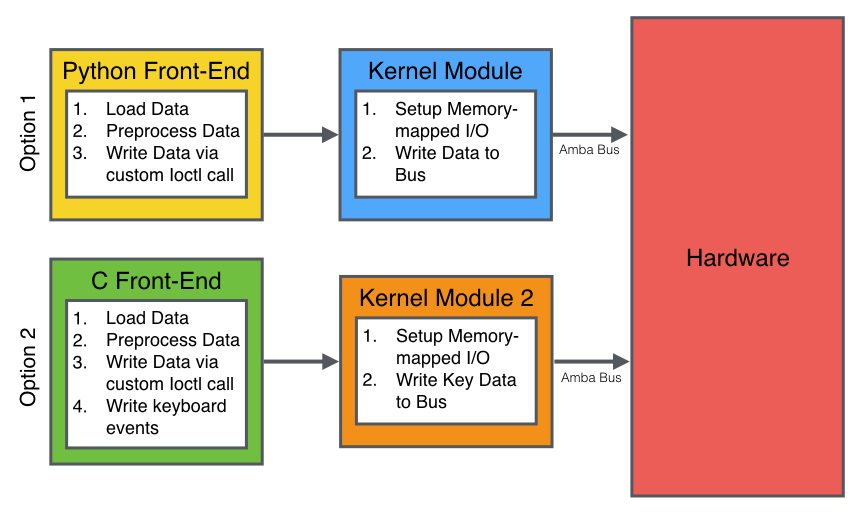 Option 1
Python Front-End
1. Load Data
2. Preprocess Data
3. Write Data via
custom Ioctl call
Kernel Module
1. Setup Memory-
mapped I/O
2. Write Data to
Bus
Amba Bus
Hardware
Option 2
C Front-End
1. Load Data
2. Preprocess Data
3. Write Data via
custom Ioctl call
4. Write keyboard
events
Kernel Module 2
1. Setup Memory-
mapped I/O
2. Write Key Data
to Bus
Amba Bus